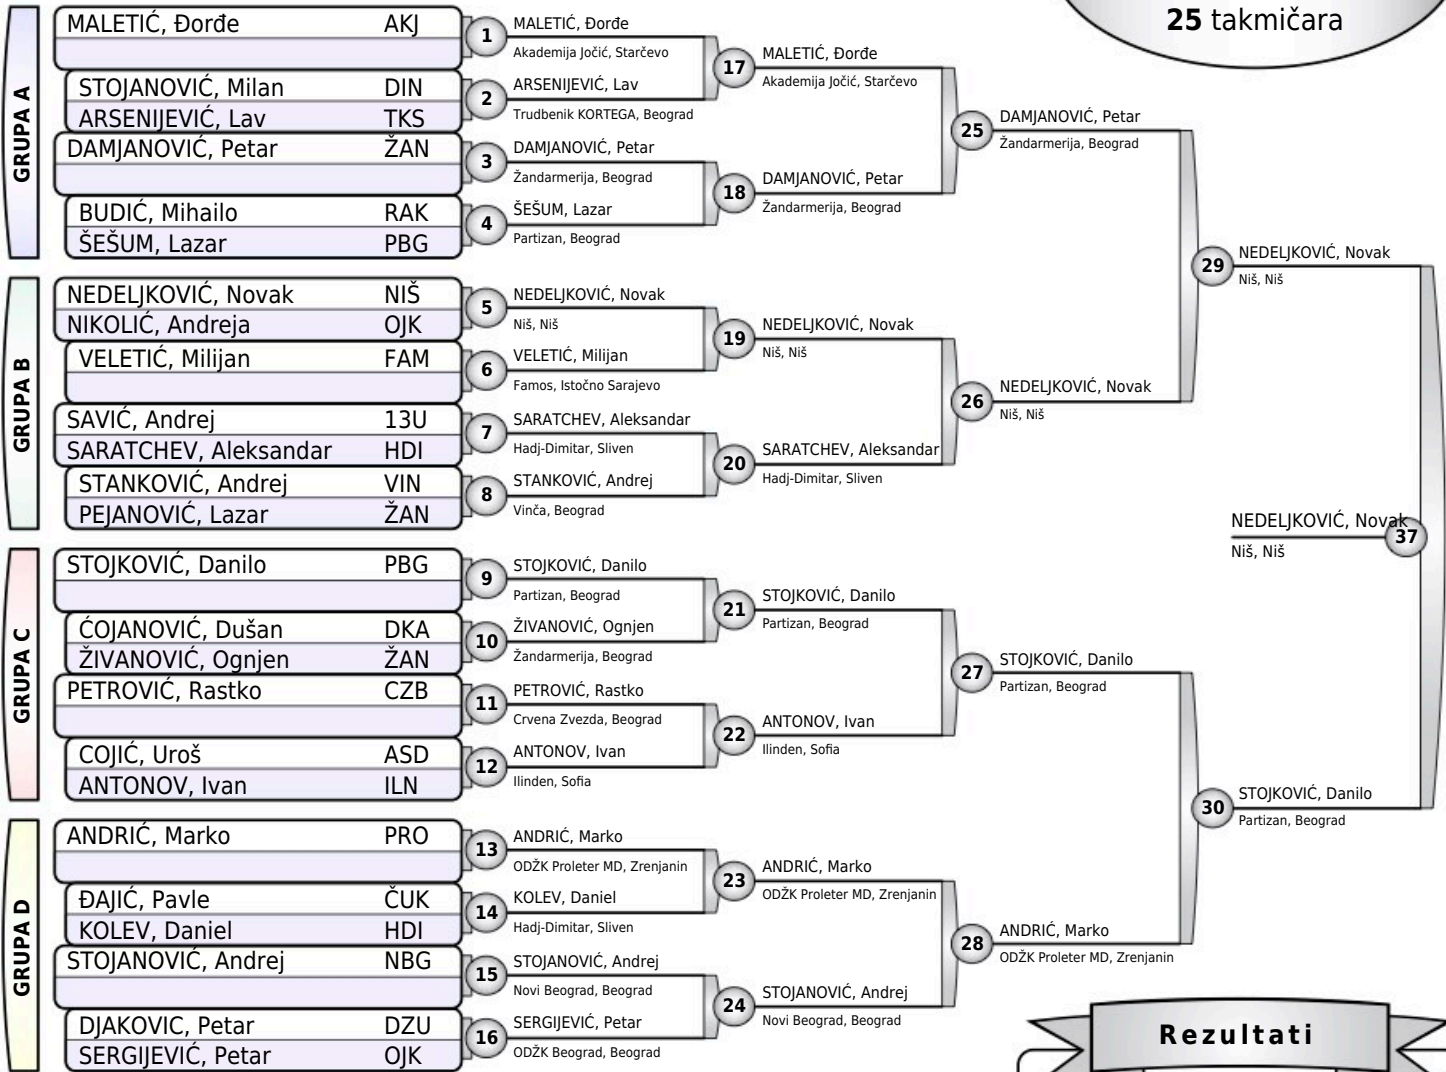 25 takmičara
GRUPA A
MALETIĆ, Đorđe AKJ
STOJANOVIĆ, Milan DIN
ARSENIJEVIĆ, Lav TKS
DAMJANOVIĆ, Petar ŽAN
BUDIĆ, Mihailo RAK
ŠEŠUM, Lazar PBG
GRUPA B
NEDELJKOVIĆ, Novak NIŠ
NIKOLIĆ, Andreja OJK
VELETIĆ, Milijan FAM
SAVIĆ, Andrej 13U
SARATCHEV, Aleksandar HDI
STANKOVIĆ, Andrej VIN
PEJANOVIĆ, Lazar ŽAN
GRUPA C
STOJKOVIĆ, Danilo PBG
ĆOJANOVIĆ, Dušan DKA
ŽIVANOVIĆ, Ognjen ŽAN
PETROVIĆ, Rastko CZB
COJIĆ, Uroš ASD
ANTONOV, Ivan ILN
GRUPA D
ANDRIĆ, Marko PRO
ĐAJIĆ, Pavle ČUK
KOLEV, Daniel HDI
STOJANOVIĆ, Andrej NBG
DJAKOVIC, Petar DZU
SERGIJEVIĆ, Petar OJK
1 MALETIĆ, Đorđe
Akademija Jočić, Starčevo
2 ARSENIJEVIĆ, Lav
Trudbenik KORTEGA, Beograd
3 DAMJANOVIĆ, Petar
Žandarmerija, Beograd
4 ŠEŠUM, Lazar
Partizan, Beograd
5 NEDELJKOVIĆ, Novak
Niš, Niš
6 VELETIĆ, Milijan
Famos, Istočno Sarajevo
7 SARATCHEV, Aleksandar
Hadj-Dimitar, Sliven
8 STANKOVIĆ, Andrej
Vinča, Beograd
9 STOJKOVIĆ, Danilo
Partizan, Beograd
10 ŽIVANOVIĆ, Ognjen
Žandarmerija, Beograd
11 PETROVIĆ, Rastko
Crvena Zvezda, Beograd
12 ANTONOV, Ivan
Ilinden, Sofia
13 ANDRIĆ, Marko
ODŽK Proleter MD, Zrenjanin
14 KOLEV, Daniel
Hadj-Dimitar, Sliven
15 STOJANOVIĆ, Andrej
Novi Beograd, Beograd
16 SERGIJEVIĆ, Petar
ODŽK Beograd, Beograd
17 MALETIĆ, Đorđe
Akademija Jočić, Starčevo
18 DAMJANOVIĆ, Petar
Žandarmerija, Beograd
19 NEDELJKOVIĆ, Novak
Niš, Niš
20 SARATCHEV, Aleksandar
Hadj-Dimitar, Sliven
21 STOJKOVIĆ, Danilo
Partizan, Beograd
22 ANTONOV, Ivan
Ilinden, Sofia
23 ANDRIĆ, Marko
ODŽK Proleter MD, Zrenjanin
24 STOJANOVIĆ, Andrej
Novi Beograd, Beograd
25 DAMJANOVIĆ, Petar
Žandarmerija, Beograd
26 NEDELJKOVIĆ, Novak
Niš, Niš
27 STOJKOVIĆ, Danilo
Partizan, Beograd
28 ANDRIĆ, Marko
ODŽK Proleter MD, Zrenjanin
29 NEDELJKOVIĆ, Novak
Niš, Niš
30 STOJKOVIĆ, Danilo
Partizan, Beograd
NEDELJKOVIĆ, Novak 37
Niš, Niš
Rezultati